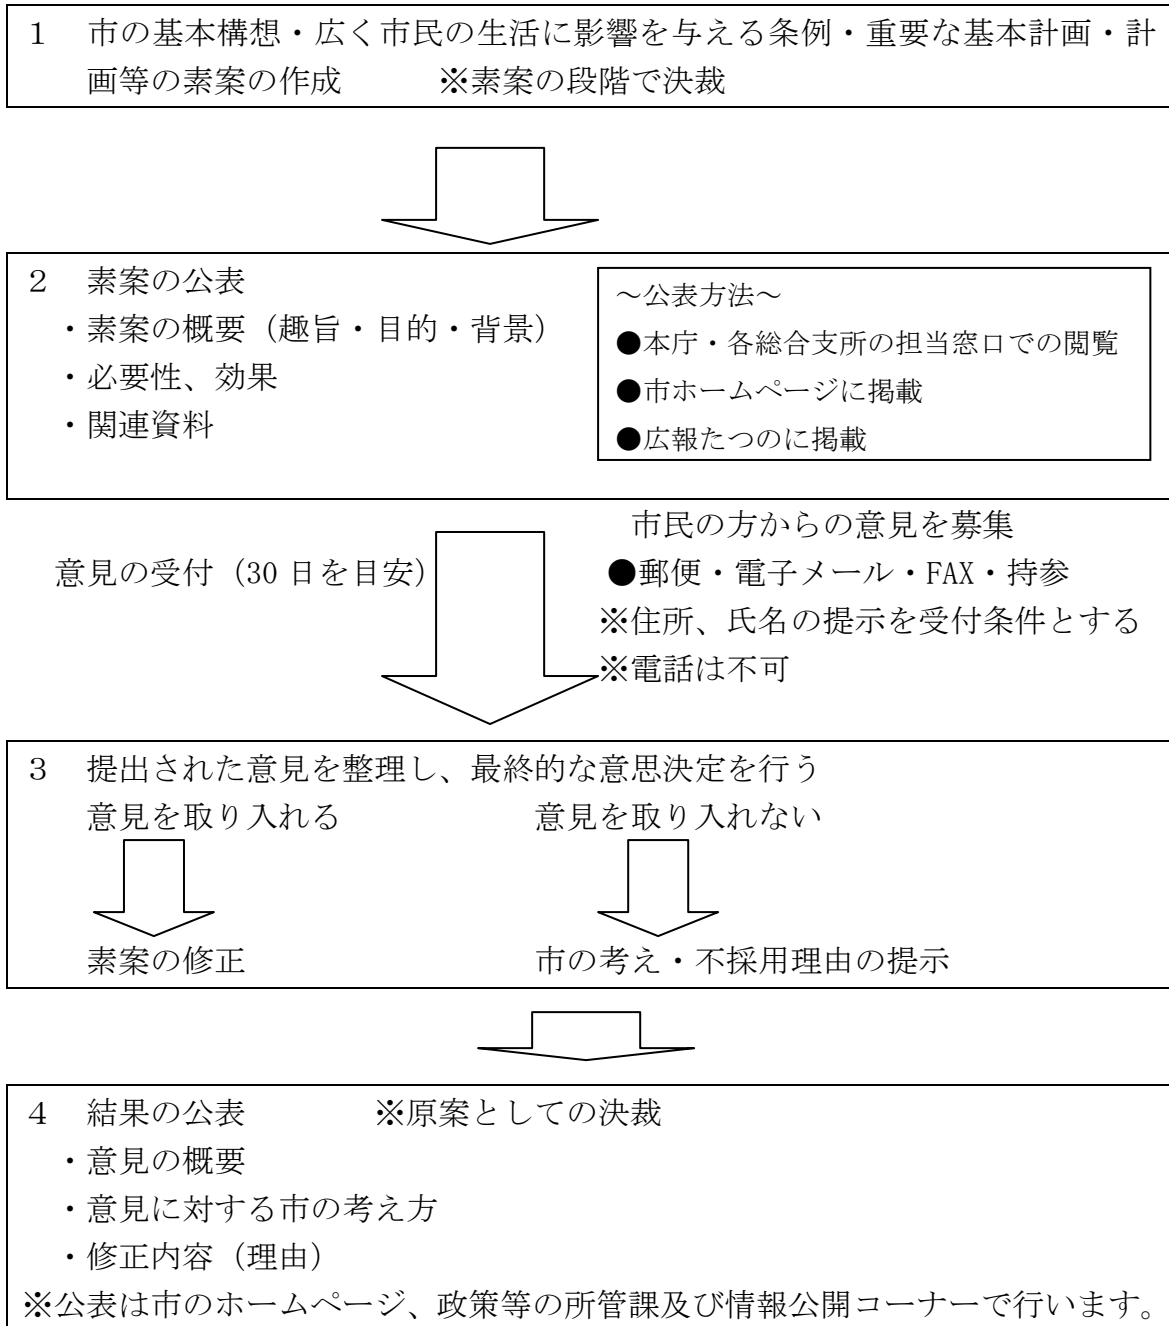 １　市の基本構想・広く市民の生活に影響を与える条例・重要な基本計画・計
画等の素案の作成　　　※素案の段階で決裁
２　素案の公表
・素案の概要（趣旨・目的・背景）
・必要性、効果
・関連資料
～公表方法～
●本庁・各総合支所の担当窓口での閲覧
●市ホームページに掲載
●広報たつのに掲載
意見の受付（30 日を目安）
市民の方からの意見を募集
●郵便・電子メール・FAX・持参
※住所、氏名の提示を受付条件とする
※電話は不可
３　提出された意見を整理し、最終的な意思決定を行う
意見を取り入れる　　　　　　　意見を取り入れない
素案の修正　　　　　　　　　　市の考え・不採用理由の提示
４　結果の公表　　　　※原案としての決裁
・意見の概要
・意見に対する市の考え方
・修正内容（理由）
※公表は市のホームページ、政策等の所管課及び情報公開コーナーで行います。